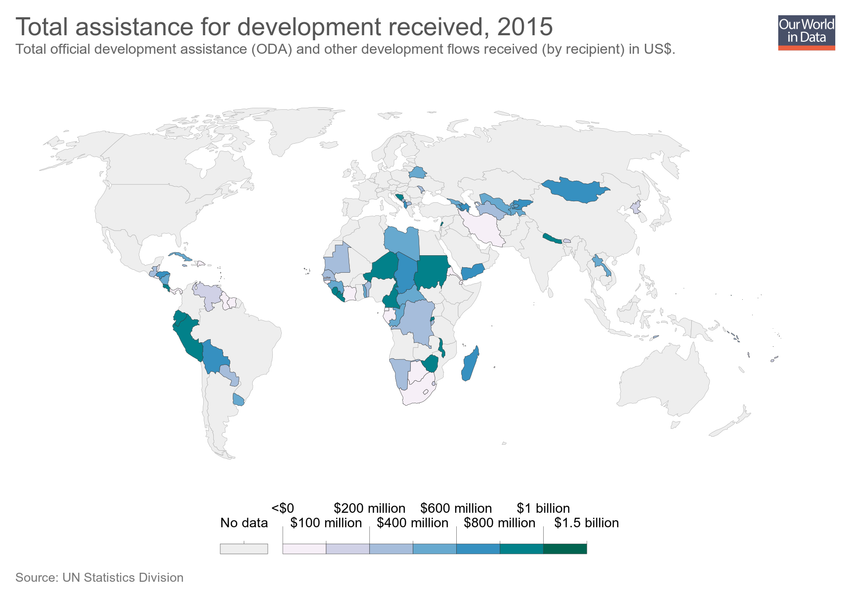 Total assistance for development received, 2015
Total official development assistance (ODA) and other development flows received (by recipient) in US$.
Our World
in Data
<$0 $200 million $600 million $1 billion
No data $100 million $400 million $800 million $1.5 billion
Source: UN Statistics Division